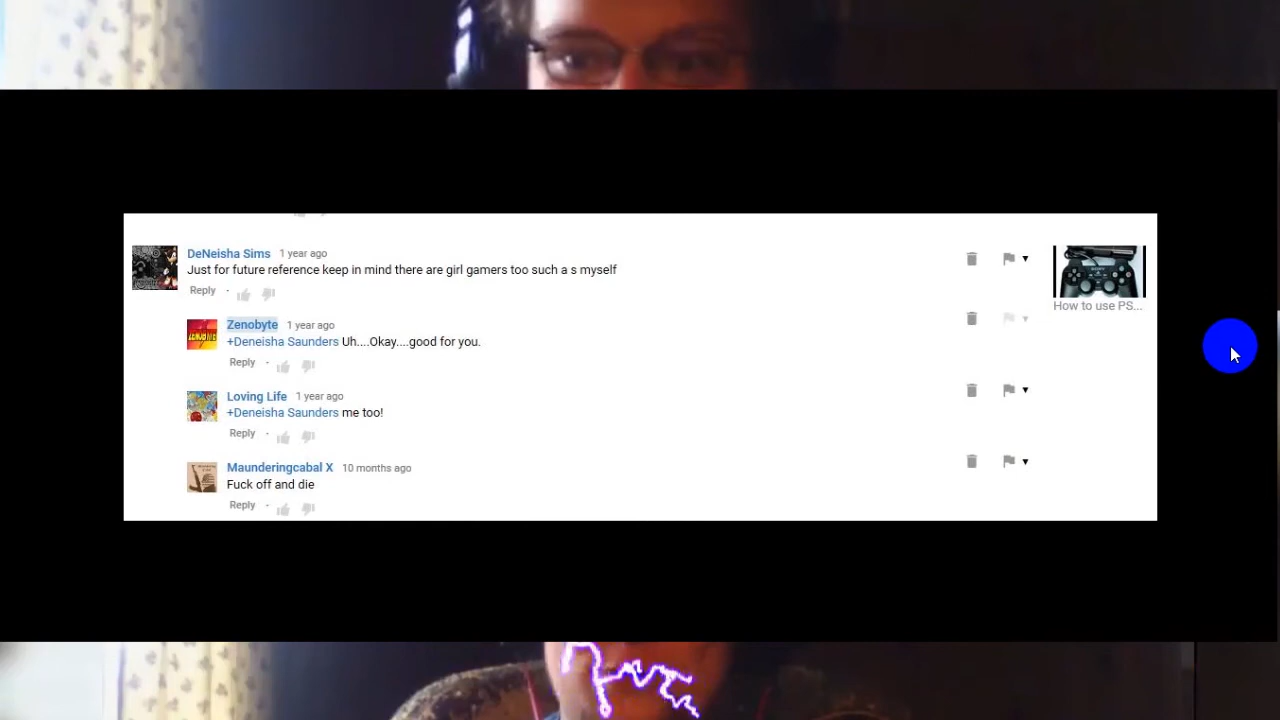 DeNeisha Sims 1 year ago
Just for future reference keep in mind there are girl gamers too such a s myself
Reply
Zenobyte 1 year ago
+Deneisha Saunders Uh....Okay....good for you.
Reply
Loving Life 1 year ago
+Deneisha Saunders me too!
Reply
Maunderingcabal X 10 months ago
Fuck off and die
Reply
How to use PS...